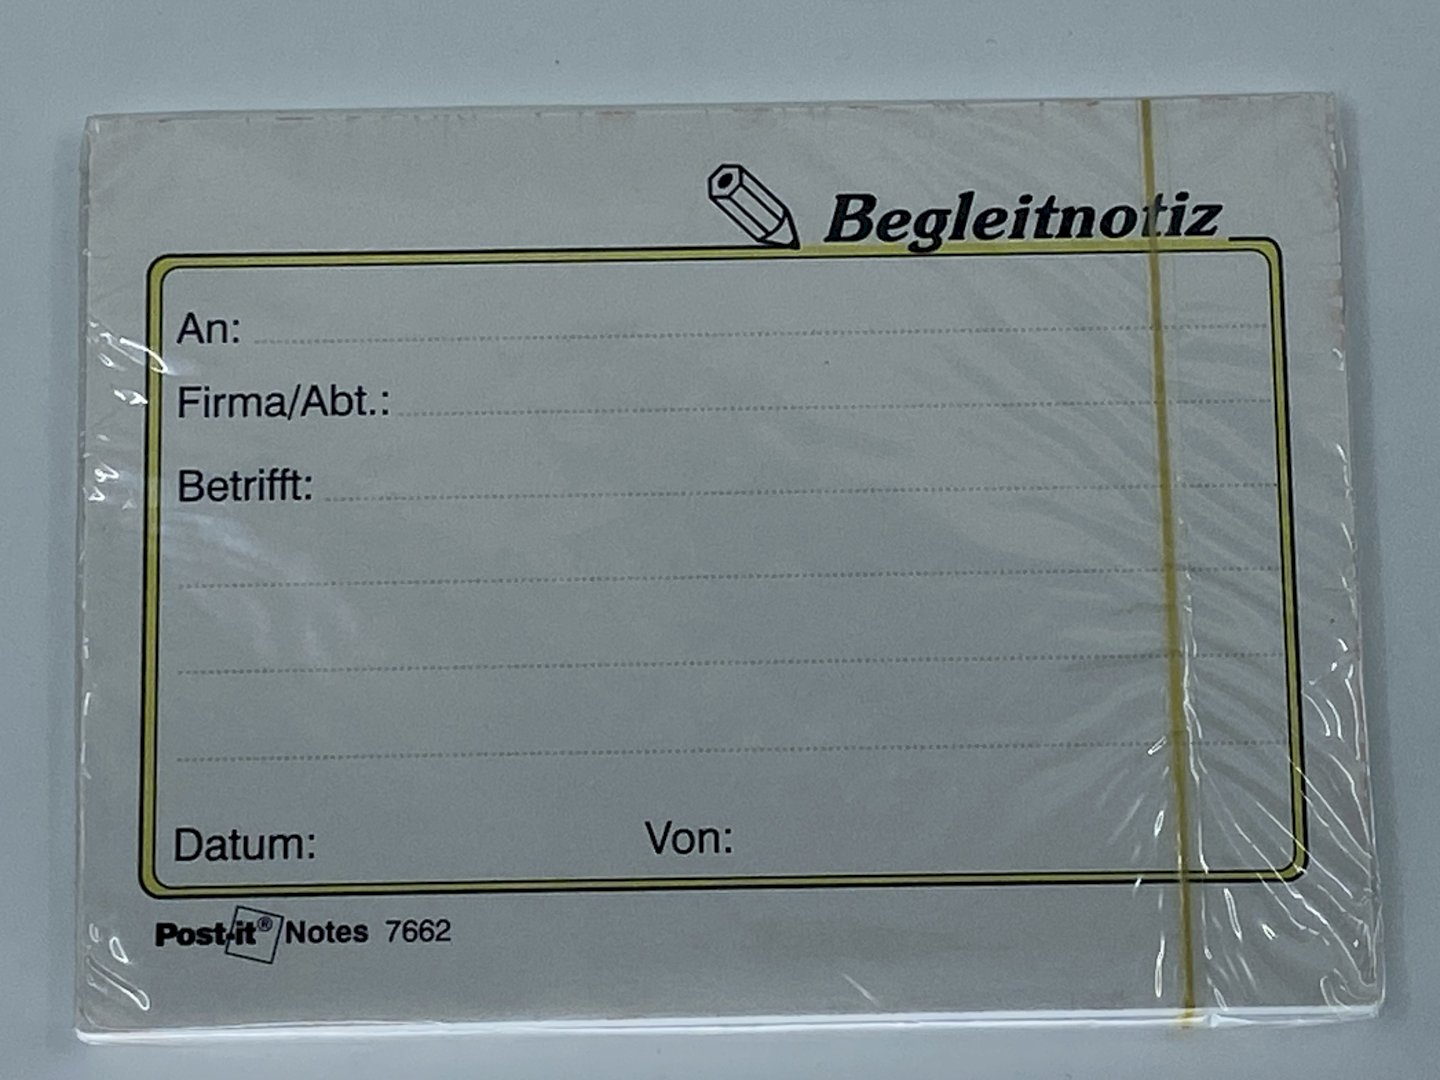 Begleitnotiz
An:
Firma/Abt.:
Betrifft:
Datum: Von:
Post-it® Notes 7662